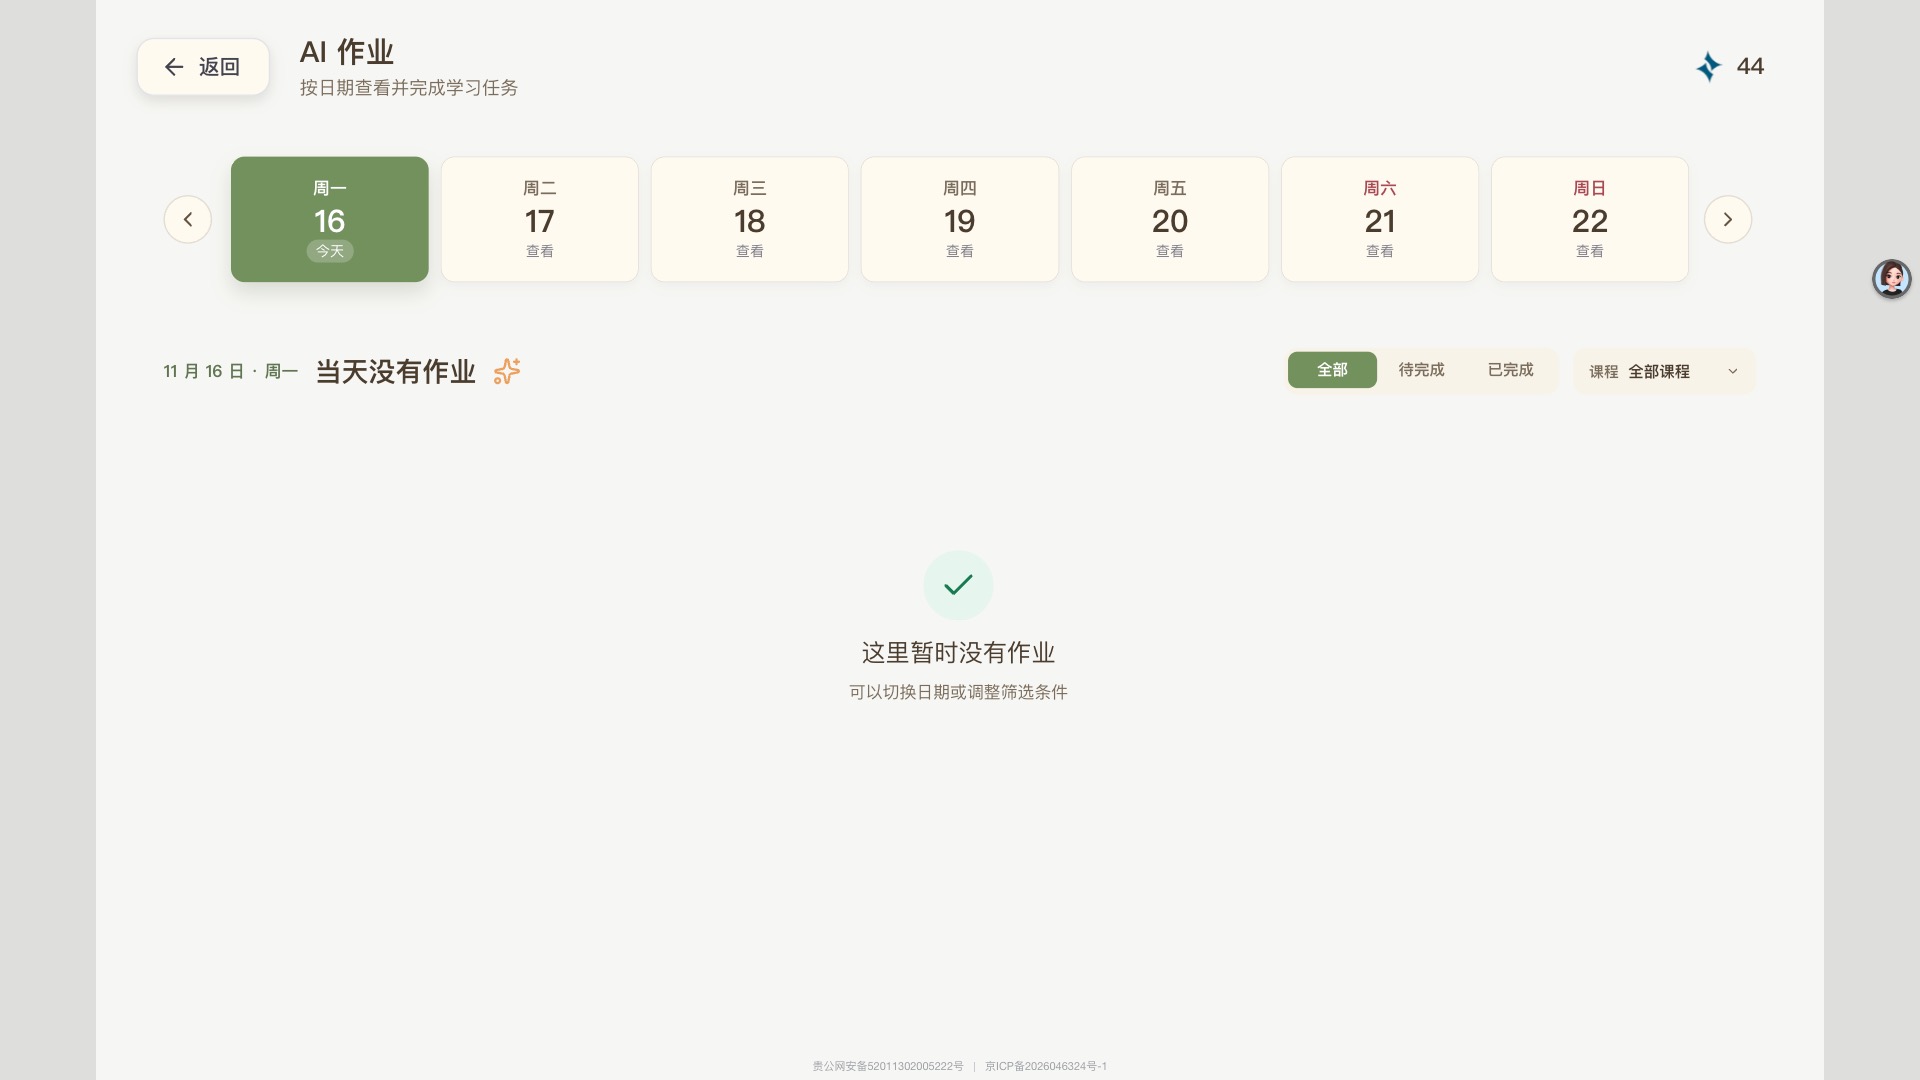 返回
AI 作业
按日期查看并完成学习任务
44
周一
16
今天
周二
17
查看
周三
18
查看
周四
19
查看
周五
20
查看
周六
21
查看
周日
22
查看
11 月 16 日 · 周一 当天没有作业
全部 待完成 已完成
课程 全部课程
这里暂时没有作业
可以切换日期或调整筛选条件
贵公网安备52011302005222号 | 京ICP备2026046324号-1